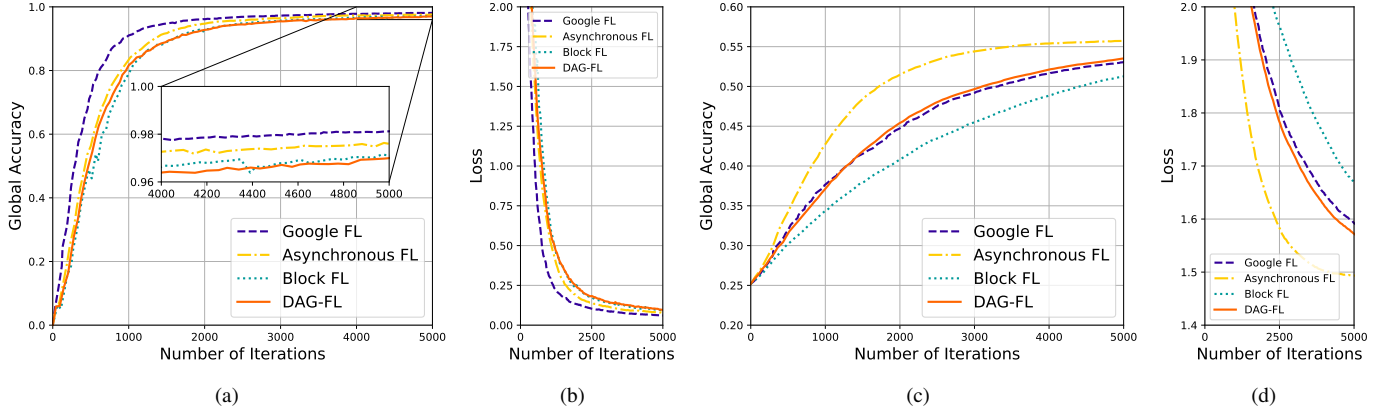 Global Accuracy
1.0
0.8
0.6
0.4
0.2
0.0
0
1000
2000
3000
4000
5000
Number of Iterations
1.00
0.98
0.96
4000
4200
4400
4600
4800
5000
Google FL
Asynchronous FL
Block FL
DAG-FL
(a)
Loss
2.00
1.75
1.50
1.25
1.00
0.75
0.50
0.25
0.00
0
2500
5000
Number of Iterations
Google FL
Asynchronous FL
Block FL
DAG-FL
(b)
Global Accuracy
0.60
0.55
0.50
0.45
0.40
0.35
0.30
0.25
0.20
0
1000
2000
3000
4000
5000
Number of Iterations
Google FL
Asynchronous FL
Block FL
DAG-FL
(c)
Loss
2.0
1.9
1.8
1.7
1.6
1.5
1.4
0
2500
5000
Number of Iterations
Google FL
Asynchronous FL
Block FL
DAG-FL
(d)